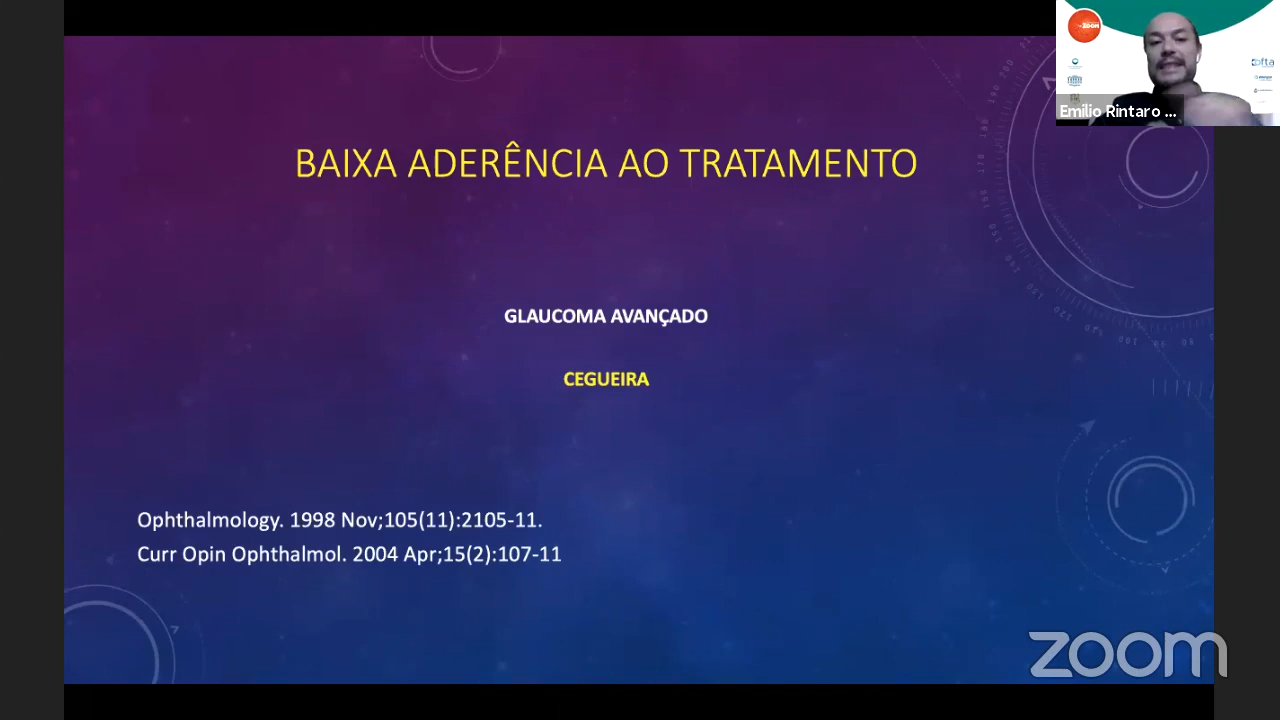 BAIXA ADERÊNCIA AO TRATAMENTO
GLAUCOMA AVANÇADO
CEGUEIRA
Ophthalmology. 1998 Nov;105(11):2105-11.
Curr Opin Ophthalmol. 2004 Apr;15(2):107-11
Emilio Rintaro ...
zoom